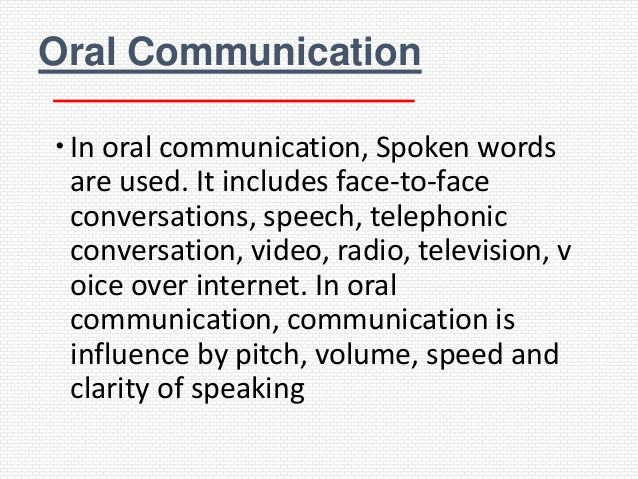 Oral Communication
• In oral communication, Spoken words
are used. It includes face-to-face
conversations, speech, telephonic
conversation, video, radio, television, v
oice over internet. In oral
communication, communication is
influence by pitch, volume, speed and
clarity of speaking